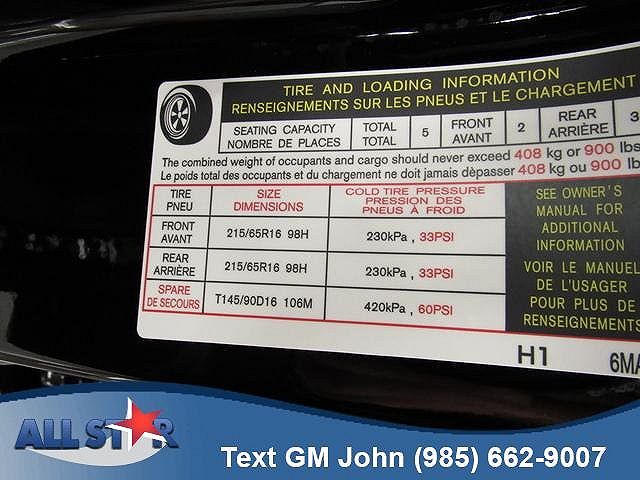 TIRE AND LOADING INFORMATION
RENSEIGNEMENTS SUR LES PNEUS ET LE CHARGEMENT
SEATING CAPACITY NOMBRE DE PLACES TOTAL TOTAL 5 FRONT AVANT 2 REAR ARRIÈRE 3
The combined weight of occupants and cargo should never exceed 408 kg or 900 lbs
Le poids total des occupants et du chargement ne doit jamais dèpasser 408 kg ou 900 lb
TIRE PNEU SIZE DIMENSIONS COLD TIRE PRESSURE PRESSION DES PNEUS À FROID
FRONT AVANT 215/65R16 98H 230kPa , 33PSI
REAR ARRIÈRE 215/65R16 98H 230kPa , 33PSI
SPARE DE SECOURS T145/90D16 106M 420kPa , 60PSI
SEE OWNER'S
MANUAL FOR
ADDITIONAL
INFORMATION
VOIR LE MANUEL
DE L'USAGER
POUR PLUS DE
RENSEIGNEMENTS
H1 6MA
ALL STAR
Text GM John (985) 662-9007